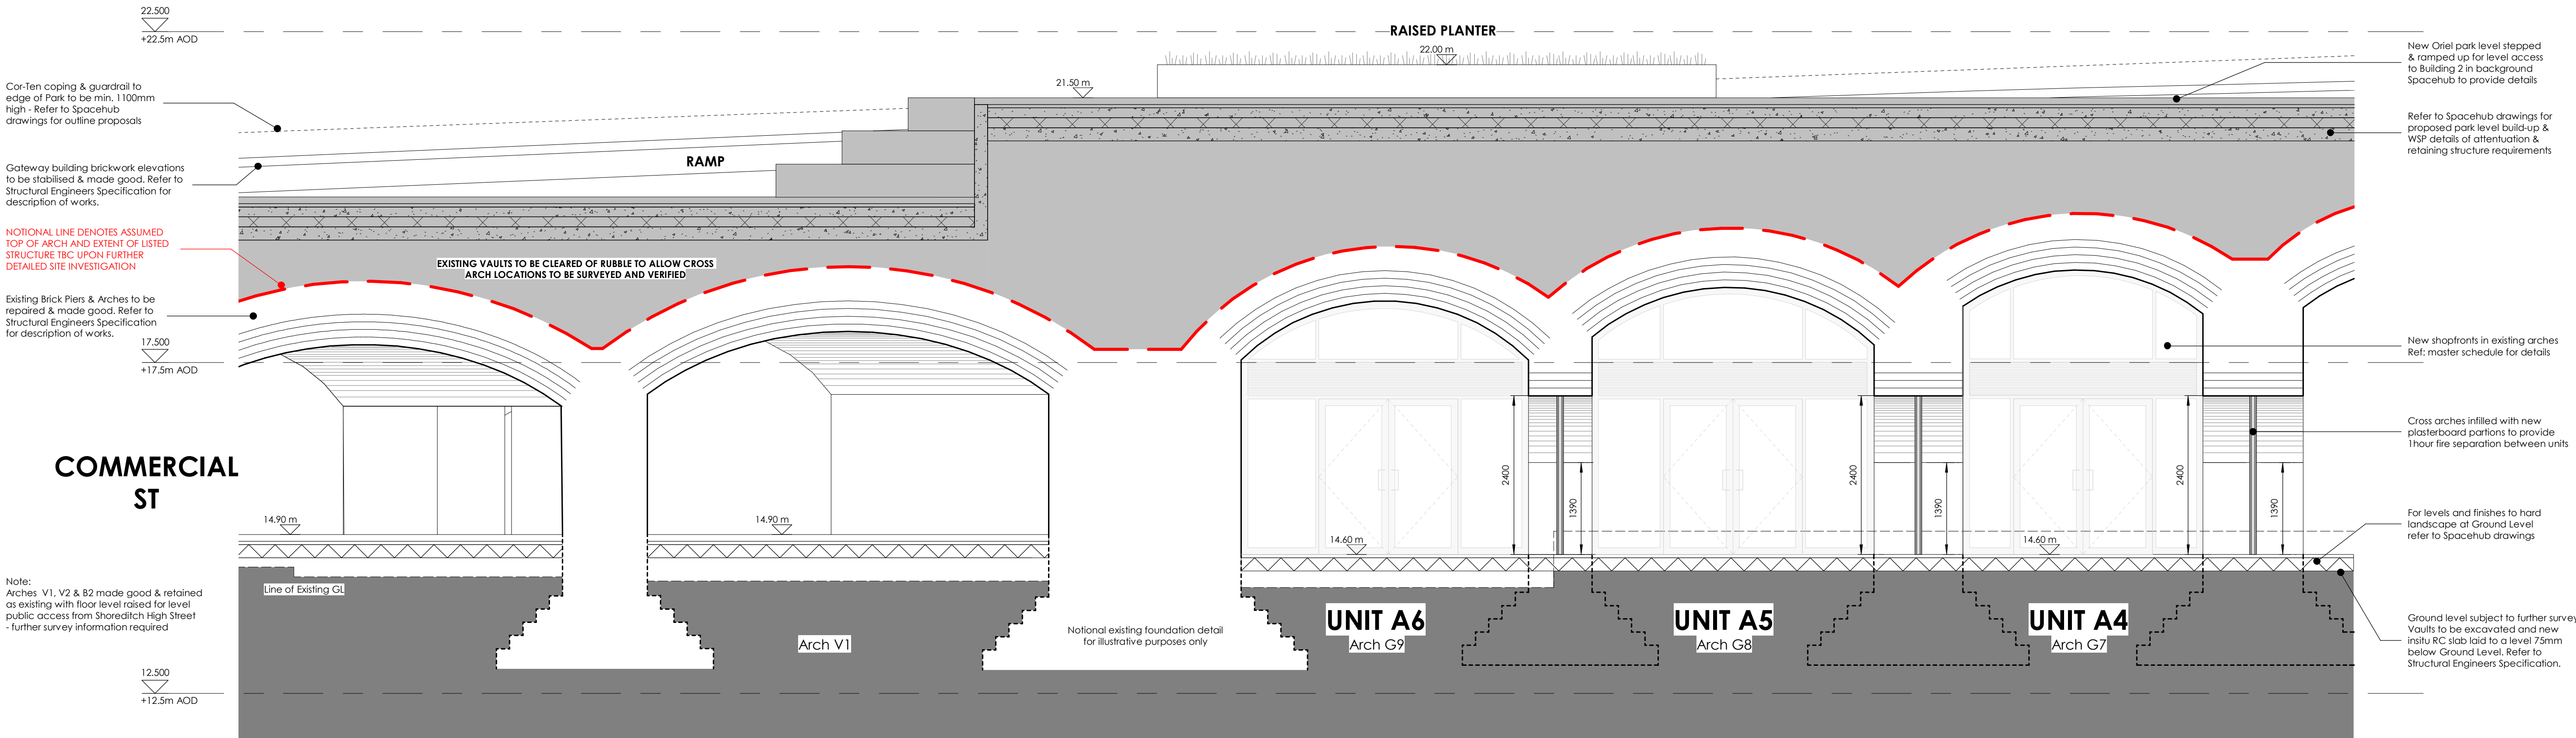 22.500
+22.5m AOD
RAISED PLANTER
22.00 m
21.50 m
Cor-Ten coping & guardrail to
edge of Park to be min. 1100mm
high - Refer to Spacehub
drawings for outline proposals
Gateway building brickwork elevations
to be stabilised & made good. Refer to
Structural Engineers Specification for
description of works.
RAMP
NOTIONAL LINE DENOTES ASSUMED
TOP OF ARCH AND EXTENT OF LISTED
STRUCTURE TBC UPON FURTHER
DETAILED SITE INVESTIGATION
EXISTING VAULTS TO BE CLEARED OF RUBBLE TO ALLOW CROSS
ARCH LOCATIONS TO BE SURVEYED AND VERIFIED
Existing Brick Piers & Arches to be
repaired & made good. Refer to
Structural Engineers Specification
for description of works.
17.500
+17.5m AOD
COMMERCIAL
ST
14.90 m
14.90 m
14.60 m
14.60 m
2400
1390
2400
1390
2400
1390
Note:
Arches V1, V2 & B2 made good & retained
as existing with floor level raised for level
public access from Shoreditch High Street
- further survey information required
Line of Existing GL
Arch V1
Notional existing foundation detail
for illustrative purposes only
UNIT A6
Arch G9
UNIT A5
Arch G8
UNIT A4
Arch G7
12.500
+12.5m AOD
New Oriel park level stepped
& ramped up for level access
to Building 2 in background
Spacehub to provide details
Refer to Spacehub drawings for
proposed park level build-up &
WSP details of attentuation &
retaining structure requirements
New shopfronts in existing arches
Ref: master schedule for details
Cross arches infilled with new
plasterboard partions to provide
1hour fire separation between units
For levels and finishes to hard
landscape at Ground Level
refer to Spacehub drawings
Ground level subject to further survey
Vaults to be excavated and new
insitu RC slab laid to a level 75mm
below Ground Level. Refer to
Structural Engineers Specification.